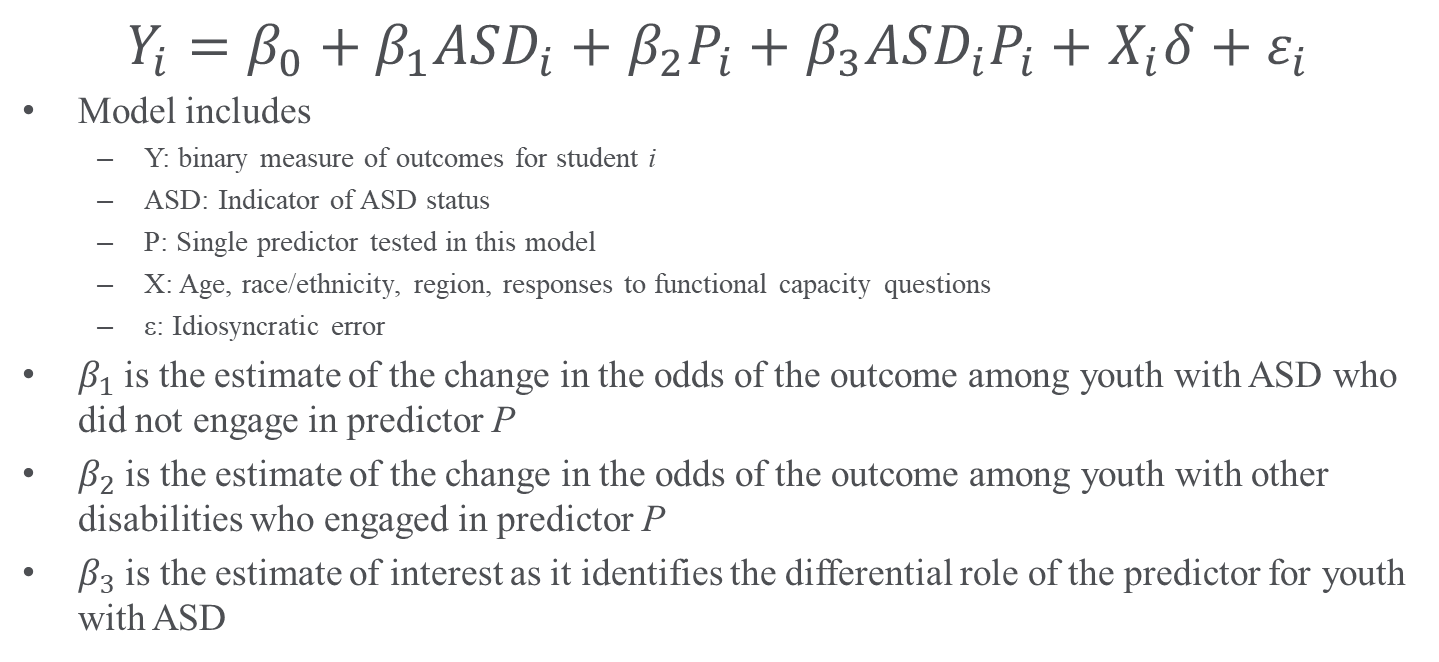 Yᵢ = β₀ + β₁ASDᵢ + β₂Pᵢ + β₃ASDᵢPᵢ + Xᵢδ + εᵢ
• Model includes
– Y: binary measure of outcomes for student i
– ASD: Indicator of ASD status
– P: Single predictor tested in this model
– X: Age, race/ethnicity, region, responses to functional capacity questions
– ε: Idiosyncratic error
• β₁ is the estimate of the change in the odds of the outcome among youth with ASD who
did not engage in predictor P
• β₂ is the estimate of the change in the odds of the outcome among youth with other
disabilities who engaged in predictor P
• β₃ is the estimate of interest as it identifies the differential role of the predictor for youth
with ASD